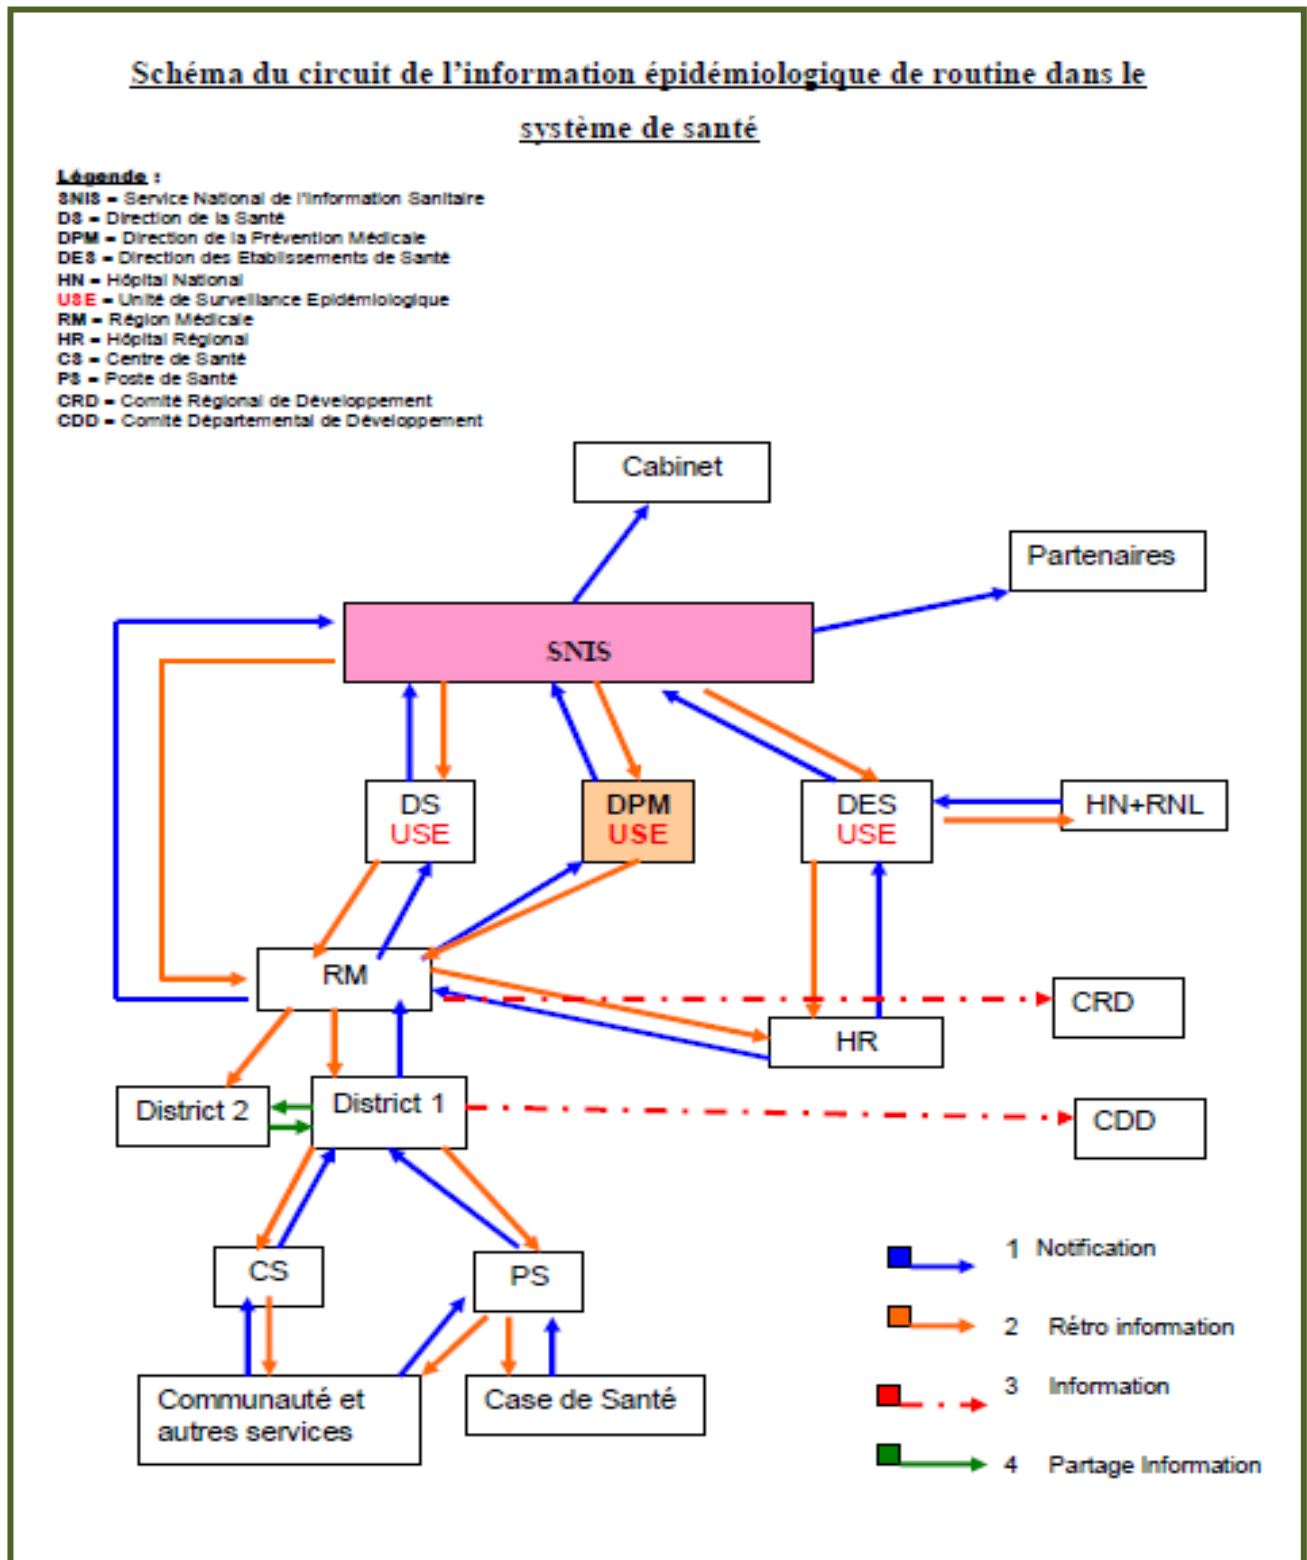 Schéma du circuit de l'information épidémiologique de routine dans le
système de santé
Légende :
SNIS = Service National de l'Information Sanitaire
DS = Direction de la Santé
DPM = Direction de la Prévention Médicale
DES = Direction des Etablissements de Santé
HN = Hôpital National
USE = Unité de Surveillance Epidémiologique
RM = Région Médicale
HR = Hôpital Régional
CS = Centre de Santé
PS = Poste de Santé
CRD = Comité Régional de Développement
CDD = Comité Départemental de Développement
Cabinet
Partenaires
SNIS
DS
USE
DPM
USE
DES
USE
HN+RNL
RM
CRD
HR
District 2
District 1
CDD
CS
PS
Communauté et
autres services
Case de Santé
1 Notification
2 Rétro information
3 Information
4 Partage Information